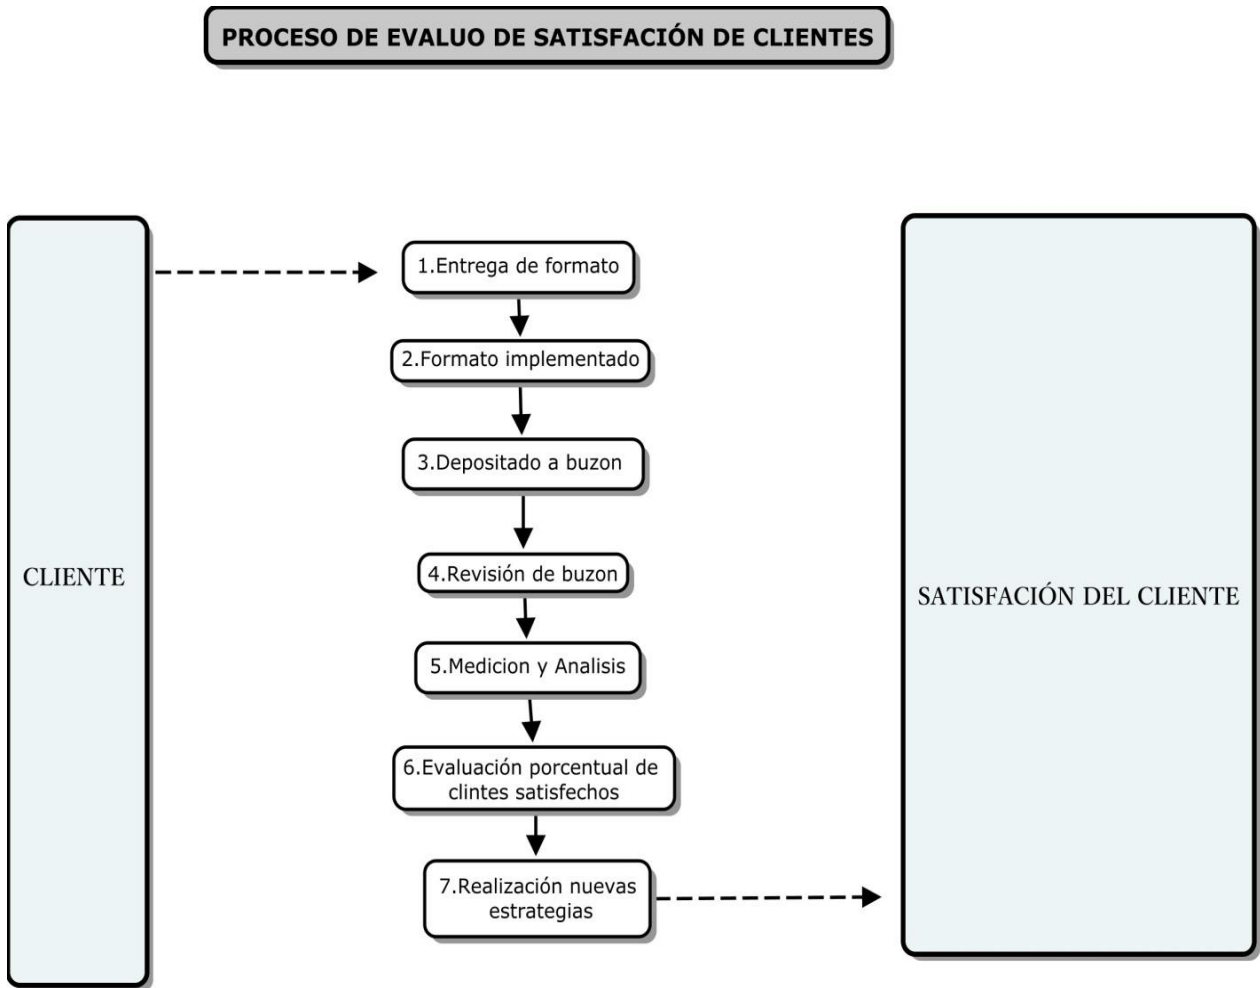 PROCESO DE EVALUO DE SATISFACIÓN DE CLIENTES
CLIENTE
1.Entrega de formato
2.Formato implementado
3.Depositado a buzon
4.Revisión de buzon
5.Medicion y Analisis
6.Evaluación porcentual de
clintes satisfechos
7.Realización nuevas
estrategias
SATISFACIÓN DEL CLIENTE